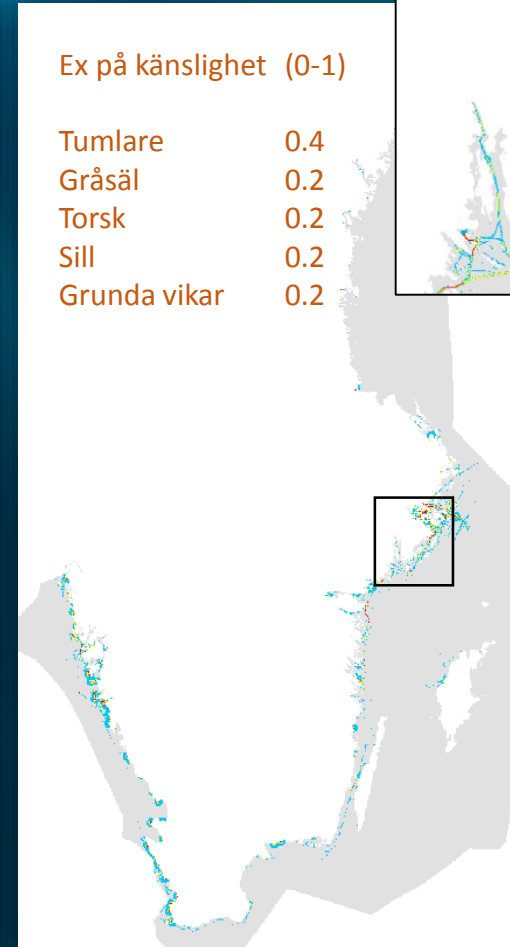 Ex på känslighet (0-1)
Tumlare 0.4
Gråsäl 0.2
Torsk 0.2
Sill 0.2
Grunda vikar 0.2